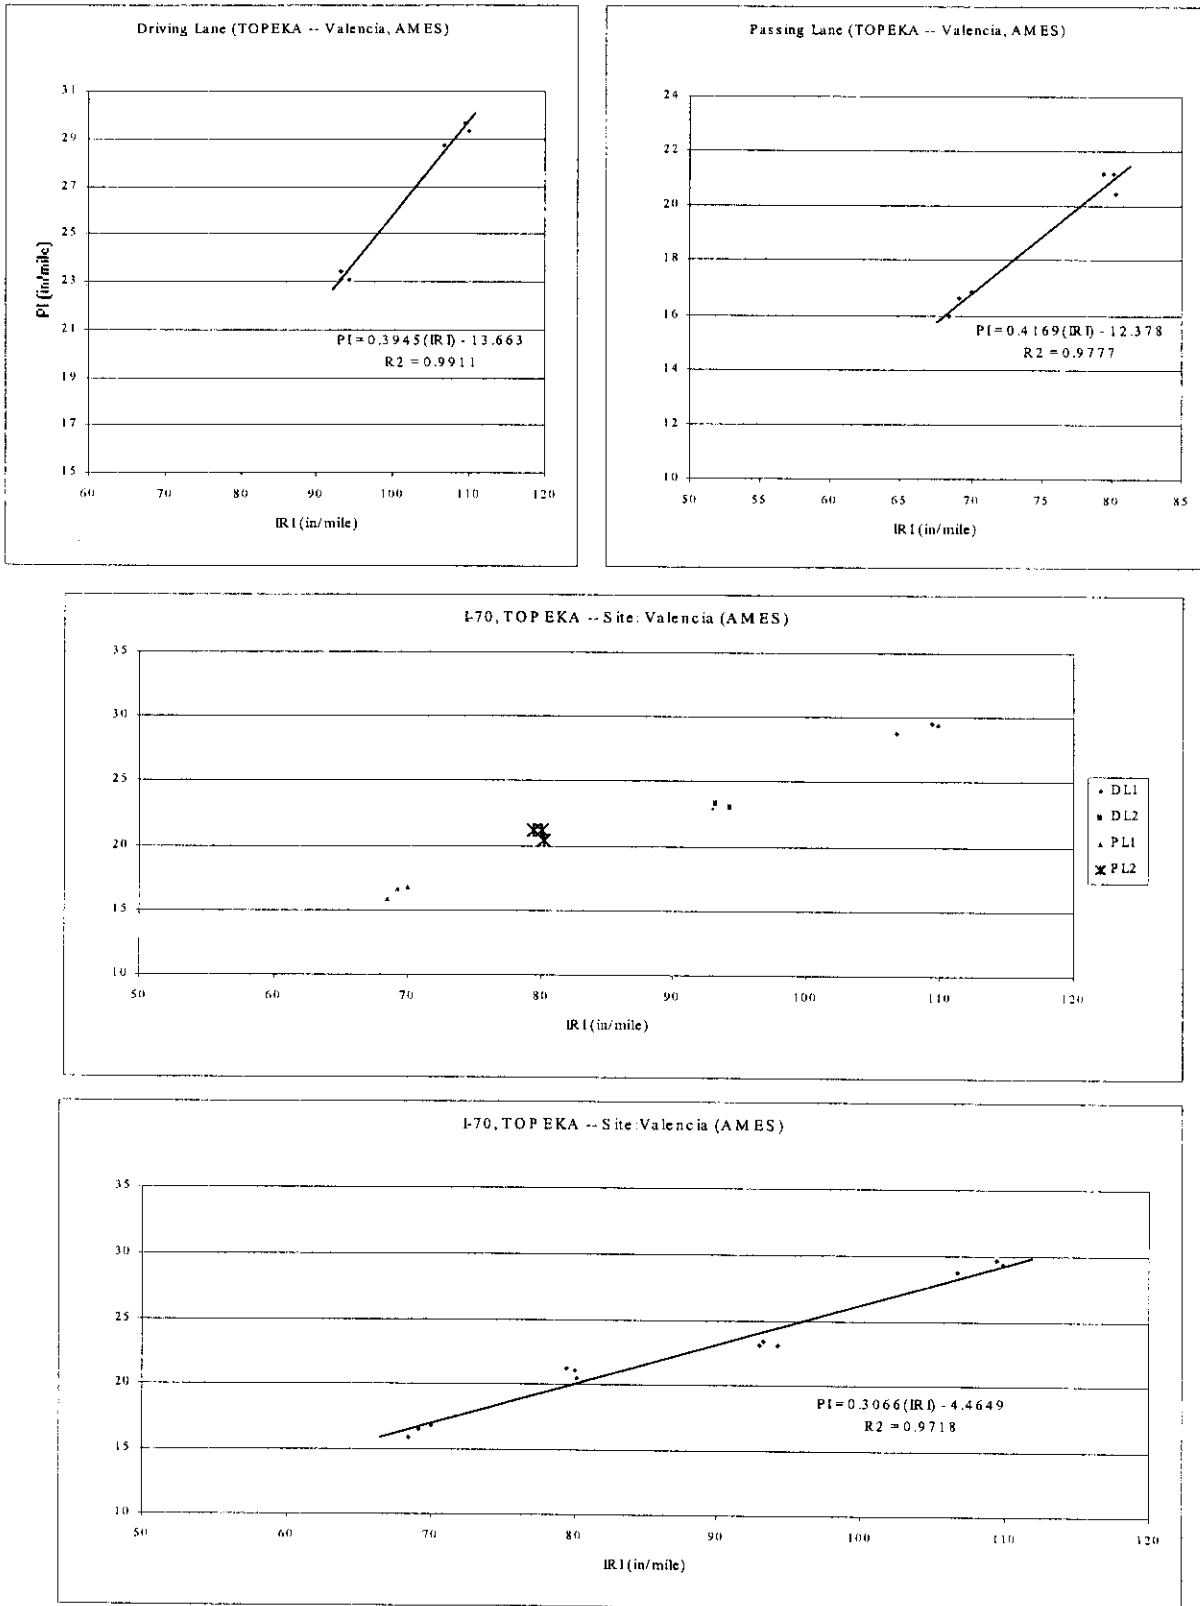 Driving Lane (TOPEKA -- Valencia, AMES)
31
29
27
25
23
21
19
17
15
PI (in/mile)
PI = 0.3945(IRI) - 13.663
R2 = 0.9911
60 70 80 90 100 110 120
IRI (in/mile)
Passing Lane (TOPEKA -- Valencia, AMES)
24
22
20
18
16
14
12
10
PI = 0.4169(IRI) - 12.378
R2 = 0.9777
50 55 60 65 70 75 80 85
IRI (in/mile)
I-70, TOPEKA -- Site: Valencia (AMES)
35
30
25
20
15
10
50 60 70 80 90 100 110 120
IRI (in/mile)
DL1
DL2
PL1
PL2
I-70, TOPEKA -- Site: Valencia (AMES)
35
30
25
20
15
10
PI = 0.3066(IRI) - 4.4649
R2 = 0.9718
50 60 70 80 90 100 110 120
IRI (in/mile)